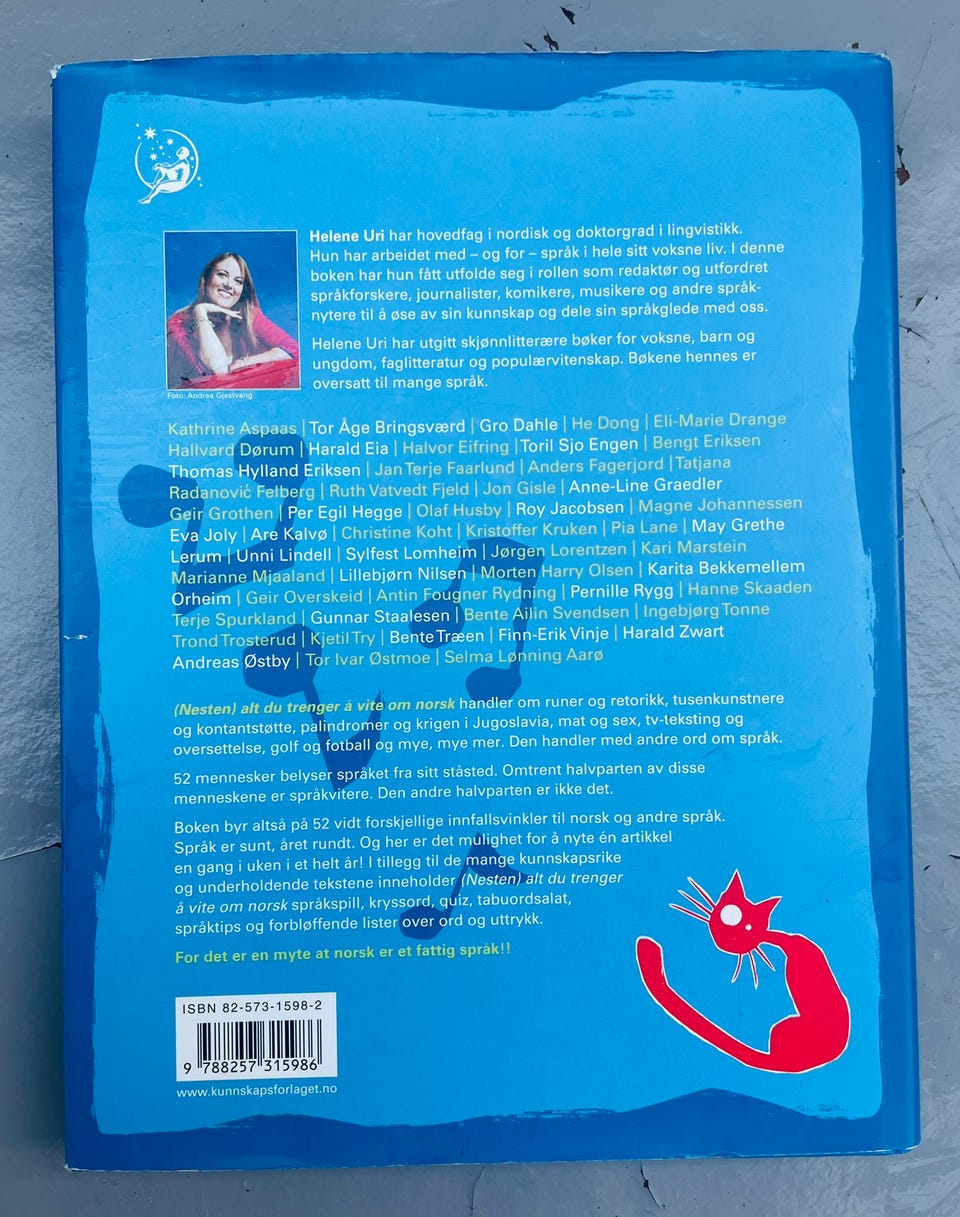 Helene Uri har hovedfag i nordisk og doktorgrad i lingvistikk.
Hun har arbeidet med – og for – språk i hele sitt voksne liv. I denne
boken har hun fått utfolde seg i rollen som redaktør og utfordret
språkforskere, journalister, komikere, musikere og andre språk-
nytere til å øse av sin kunnskap og dele sin språkglede med oss.
Helene Uri har utgitt skjønnlitterære bøker for voksne, barn og
ungdom, faglitteratur og populærvitenskap. Bøkene hennes er
oversatt til mange språk.
Foto: Andrea Gjestvang
Kathrine Aspaas | Tor Åge Bringsværd | Gro Dahle | He Dong | Eli-Marie Drange
Hallvard Dørum | Harald Eia | Halvor Eifring | Toril Sjo Engen | Bengt Eriksen
Thomas Hylland Eriksen | Jan Terje Faarlund | Anders Fagerjord | Tatjana
Radanović Felberg | Ruth Vatvedt Fjeld | Jon Gisle | Anne-Line Graedler
Geir Grothen | Per Egil Hegge | Olaf Husby | Roy Jacobsen | Magne Johannessen
Eva Joly | Are Kalvø | Christine Koht | Kristoffer Kruken | Pia Lane | May Grethe
Lerum | Unni Lindell | Sylfest Lomheim | Jørgen Lorentzen | Kari Marstein
Marianne Mjaaland | Lillebjørn Nilsen | Morten Harry Olsen | Karita Bekkemellem
Orheim | Geir Overskeid | Antin Fougner Rydning | Pernille Rygg | Hanne Skaaden
Terje Spurkland | Gunnar Staalesen | Bente Ailin Svendsen | Ingebjørg Tonne
Trond Trosterud | Kjetil Try | Bente Træen | Finn-Erik Vinje | Harald Zwart
Andreas Østby | Tor Ivar Østmoe | Selma Lønning Aarø
(Nesten) alt du trenger å vite om norsk handler om runer og retorikk, tusenkunstnere
og kontantstøtte, palindromer og krigen i Jugoslavia, mat og sex, tv-teksting og
oversettelse, golf og fotball og mye, mye mer. Den handler med andre ord om språk.
52 mennesker belyser språket fra sitt ståsted. Omtrent halvparten av disse
menneskene er språkvitere. Den andre halvparten er ikke det.
Boken byr altså på 52 vidt forskjellige innfallsvinkler til norsk og andre språk.
Språk er sunt, året rundt. Og her er det mulighet for å nyte én artikkel
en gang i uken i et helt år! I tillegg til de mange kunnskapsrike
og underholdende tekstene inneholder (Nesten) alt du trenger
å vite om norsk språkspill, kryssord, quiz, tabuordsalat,
språktips og forbløffende lister over ord og uttrykk.
For det er en myte at norsk er et fattig språk!!
ISBN 82-573-1598-2
9 788257 315986
www.kunnskapsforlaget.no